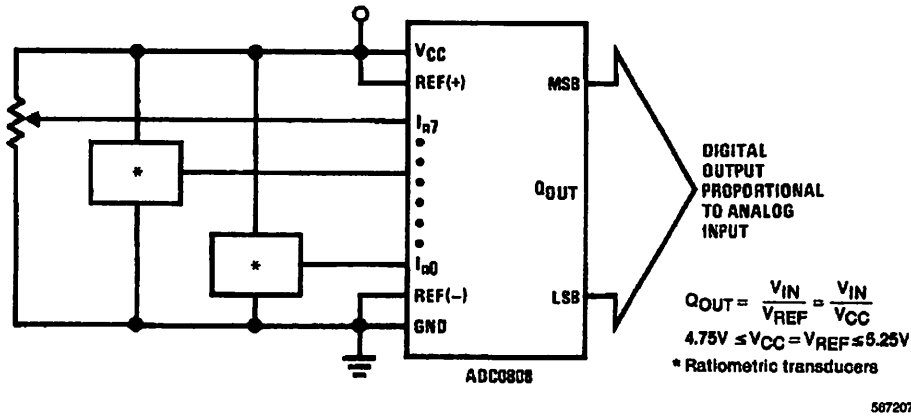 VCC
REF(+)
In7
*
*
In0
REF(−)
GND
MSB
QOUT
LSB
ADC0808
DIGITAL
OUTPUT
PROPORTIONAL
TO ANALOG
INPUT
QOUT = VIN/VREF = VIN/VCC
4.75V ≤ VCC = VREF ≤ 5.25V
* Ratiometric transducers
567207